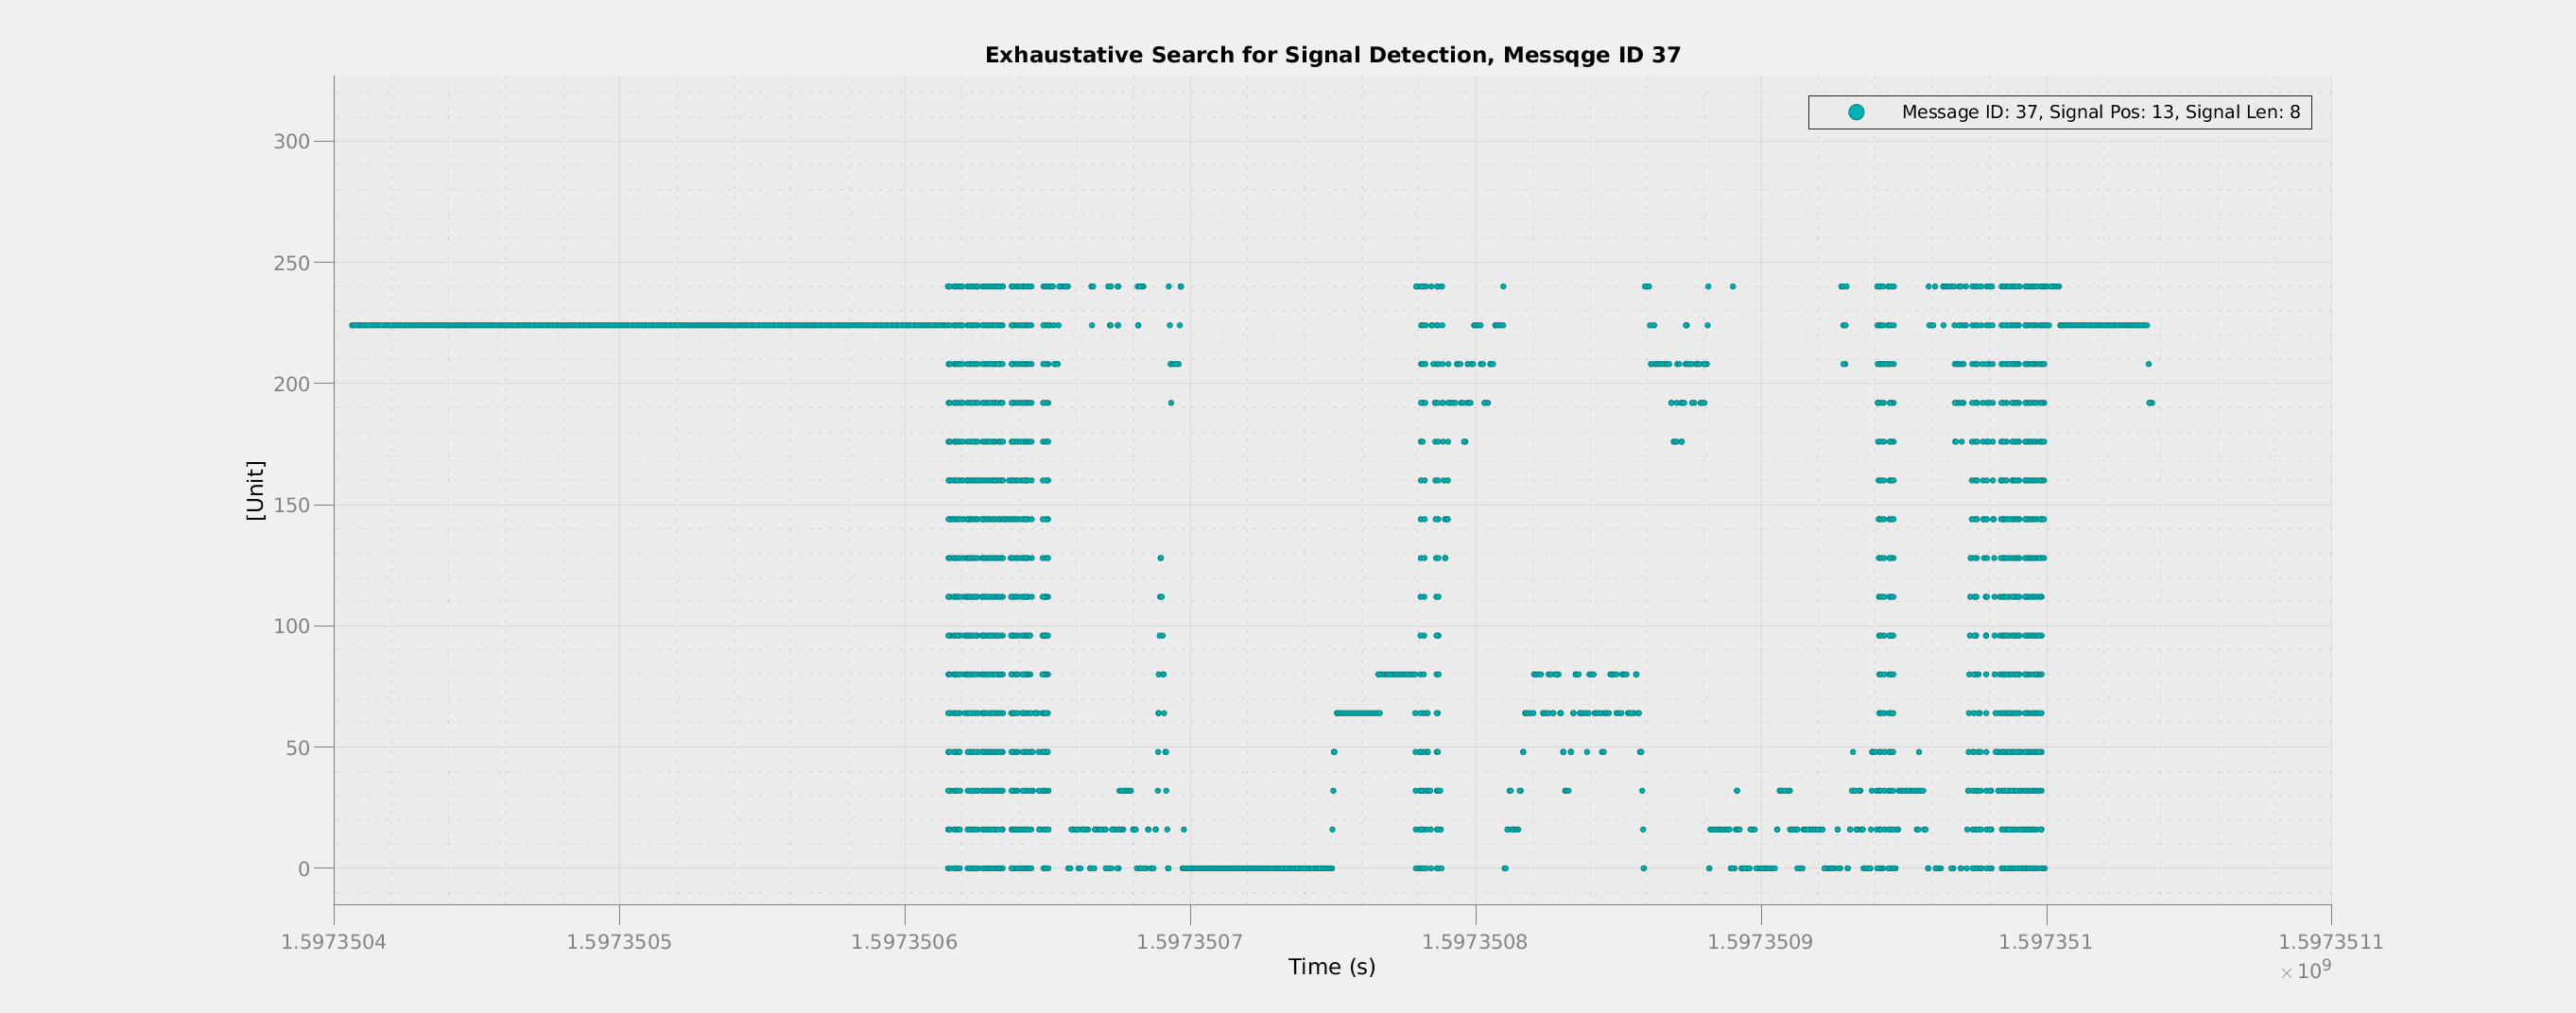 Exhaustative Search for Signal Detection, Messqge ID 37
Message ID: 37, Signal Pos: 13, Signal Len: 8
300
250
200
150
100
50
0
[Unit]
1.5973504 1.5973505 1.5973506 1.5973507 1.5973508 1.5973509 1.597351 1.5973511
Time (s)
× 10⁹